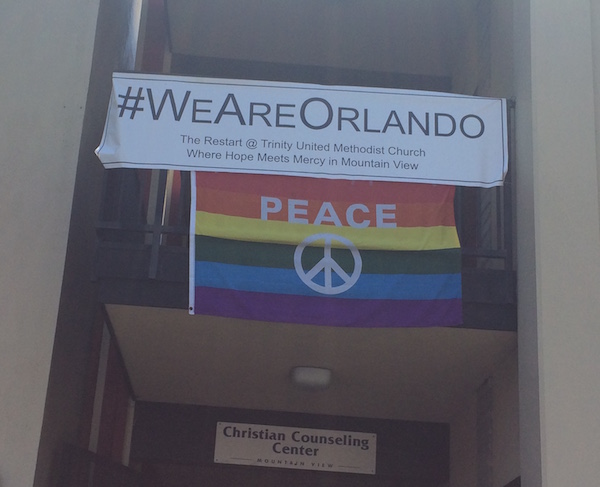 #WEAREORLANDO
The Restart @ Trinity United Methodist Church
Where Hope Meets Mercy in Mountain View
PEACE
Christian Counseling
Center
MOUNTAIN VIEW